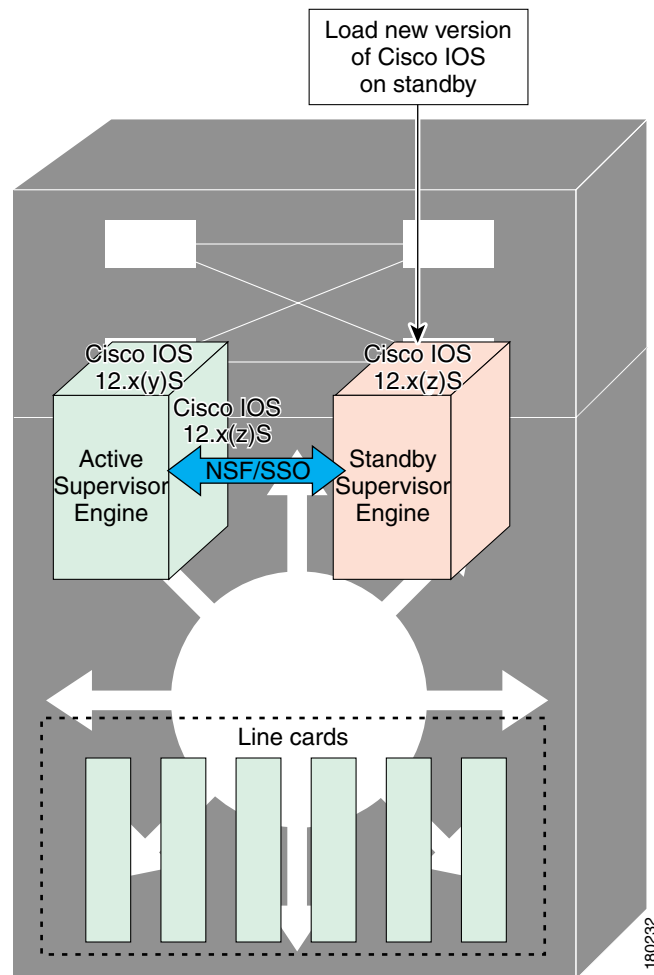 Load new version
of Cisco IOS
on standby
Cisco IOS
12.x(y)S
Cisco IOS
12.x(z)S
Cisco IOS
12.x(z)S
Active
Supervisor
Engine
NSF/SSO
Standby
Supervisor
Engine
Line cards
180232